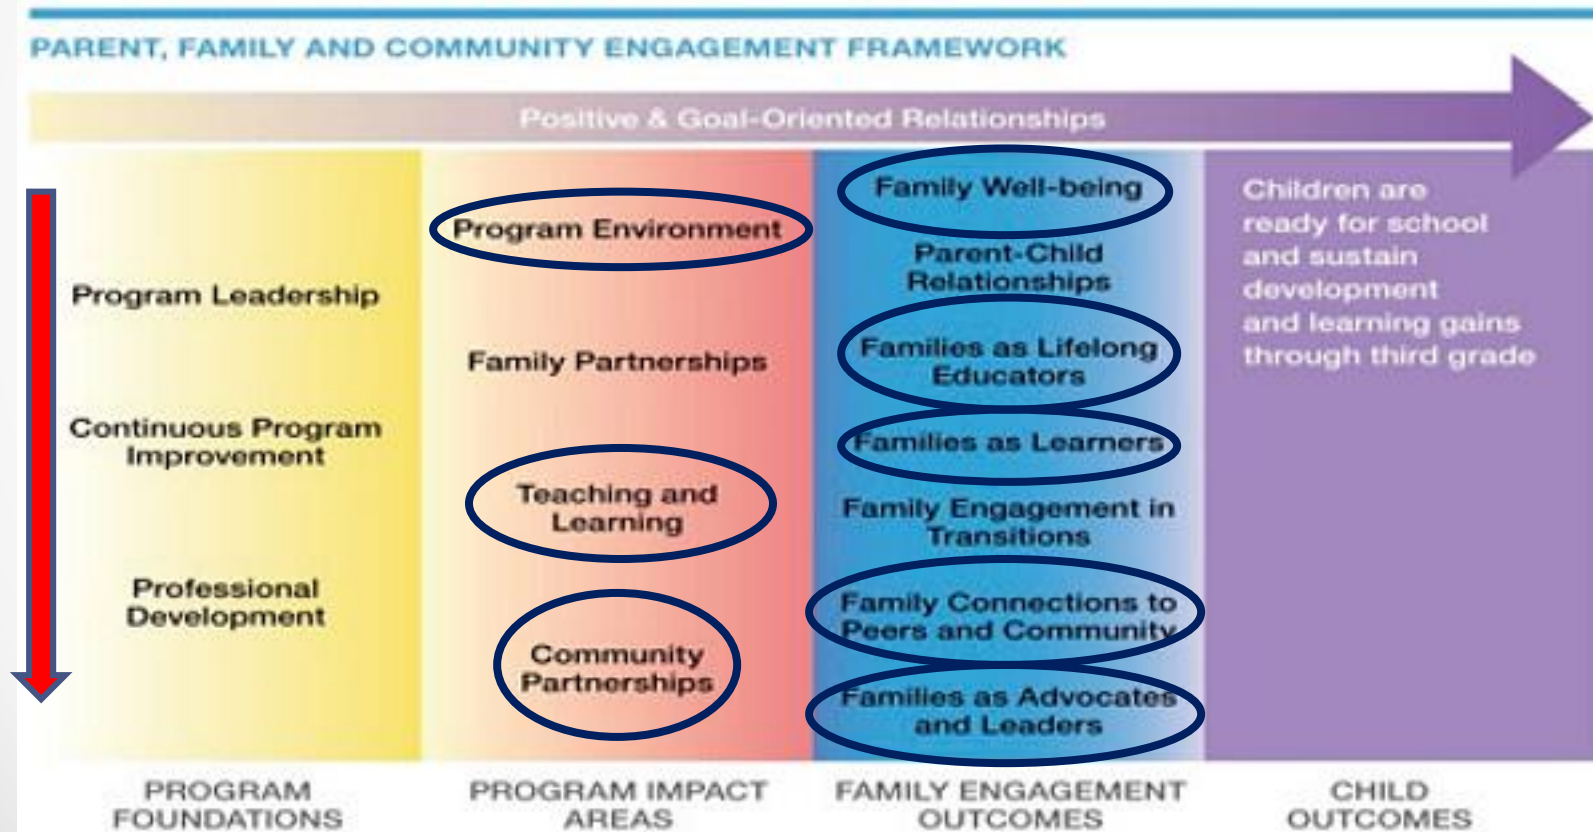 PARENT, FAMILY AND COMMUNITY ENGAGEMENT FRAMEWORK
Positive & Goal-Oriented Relationships
Program Leadership
Continuous Program
Improvement
Professional
Development
Program Environment
Family Partnerships
Teaching and
Learning
Community
Partnerships
Family Well-being
Parent-Child
Relationships
Families as Lifelong
Educators
Families as Learners
Family Engagement in
Transitions
Family Connections to
Peers and Community
Families as Advocates
and Leaders
Children are
ready for school
and sustain
development
and learning gains
through third grade
PROGRAM
FOUNDATIONS
PROGRAM IMPACT
AREAS
FAMILY ENGAGEMENT
OUTCOMES
CHILD
OUTCOMES